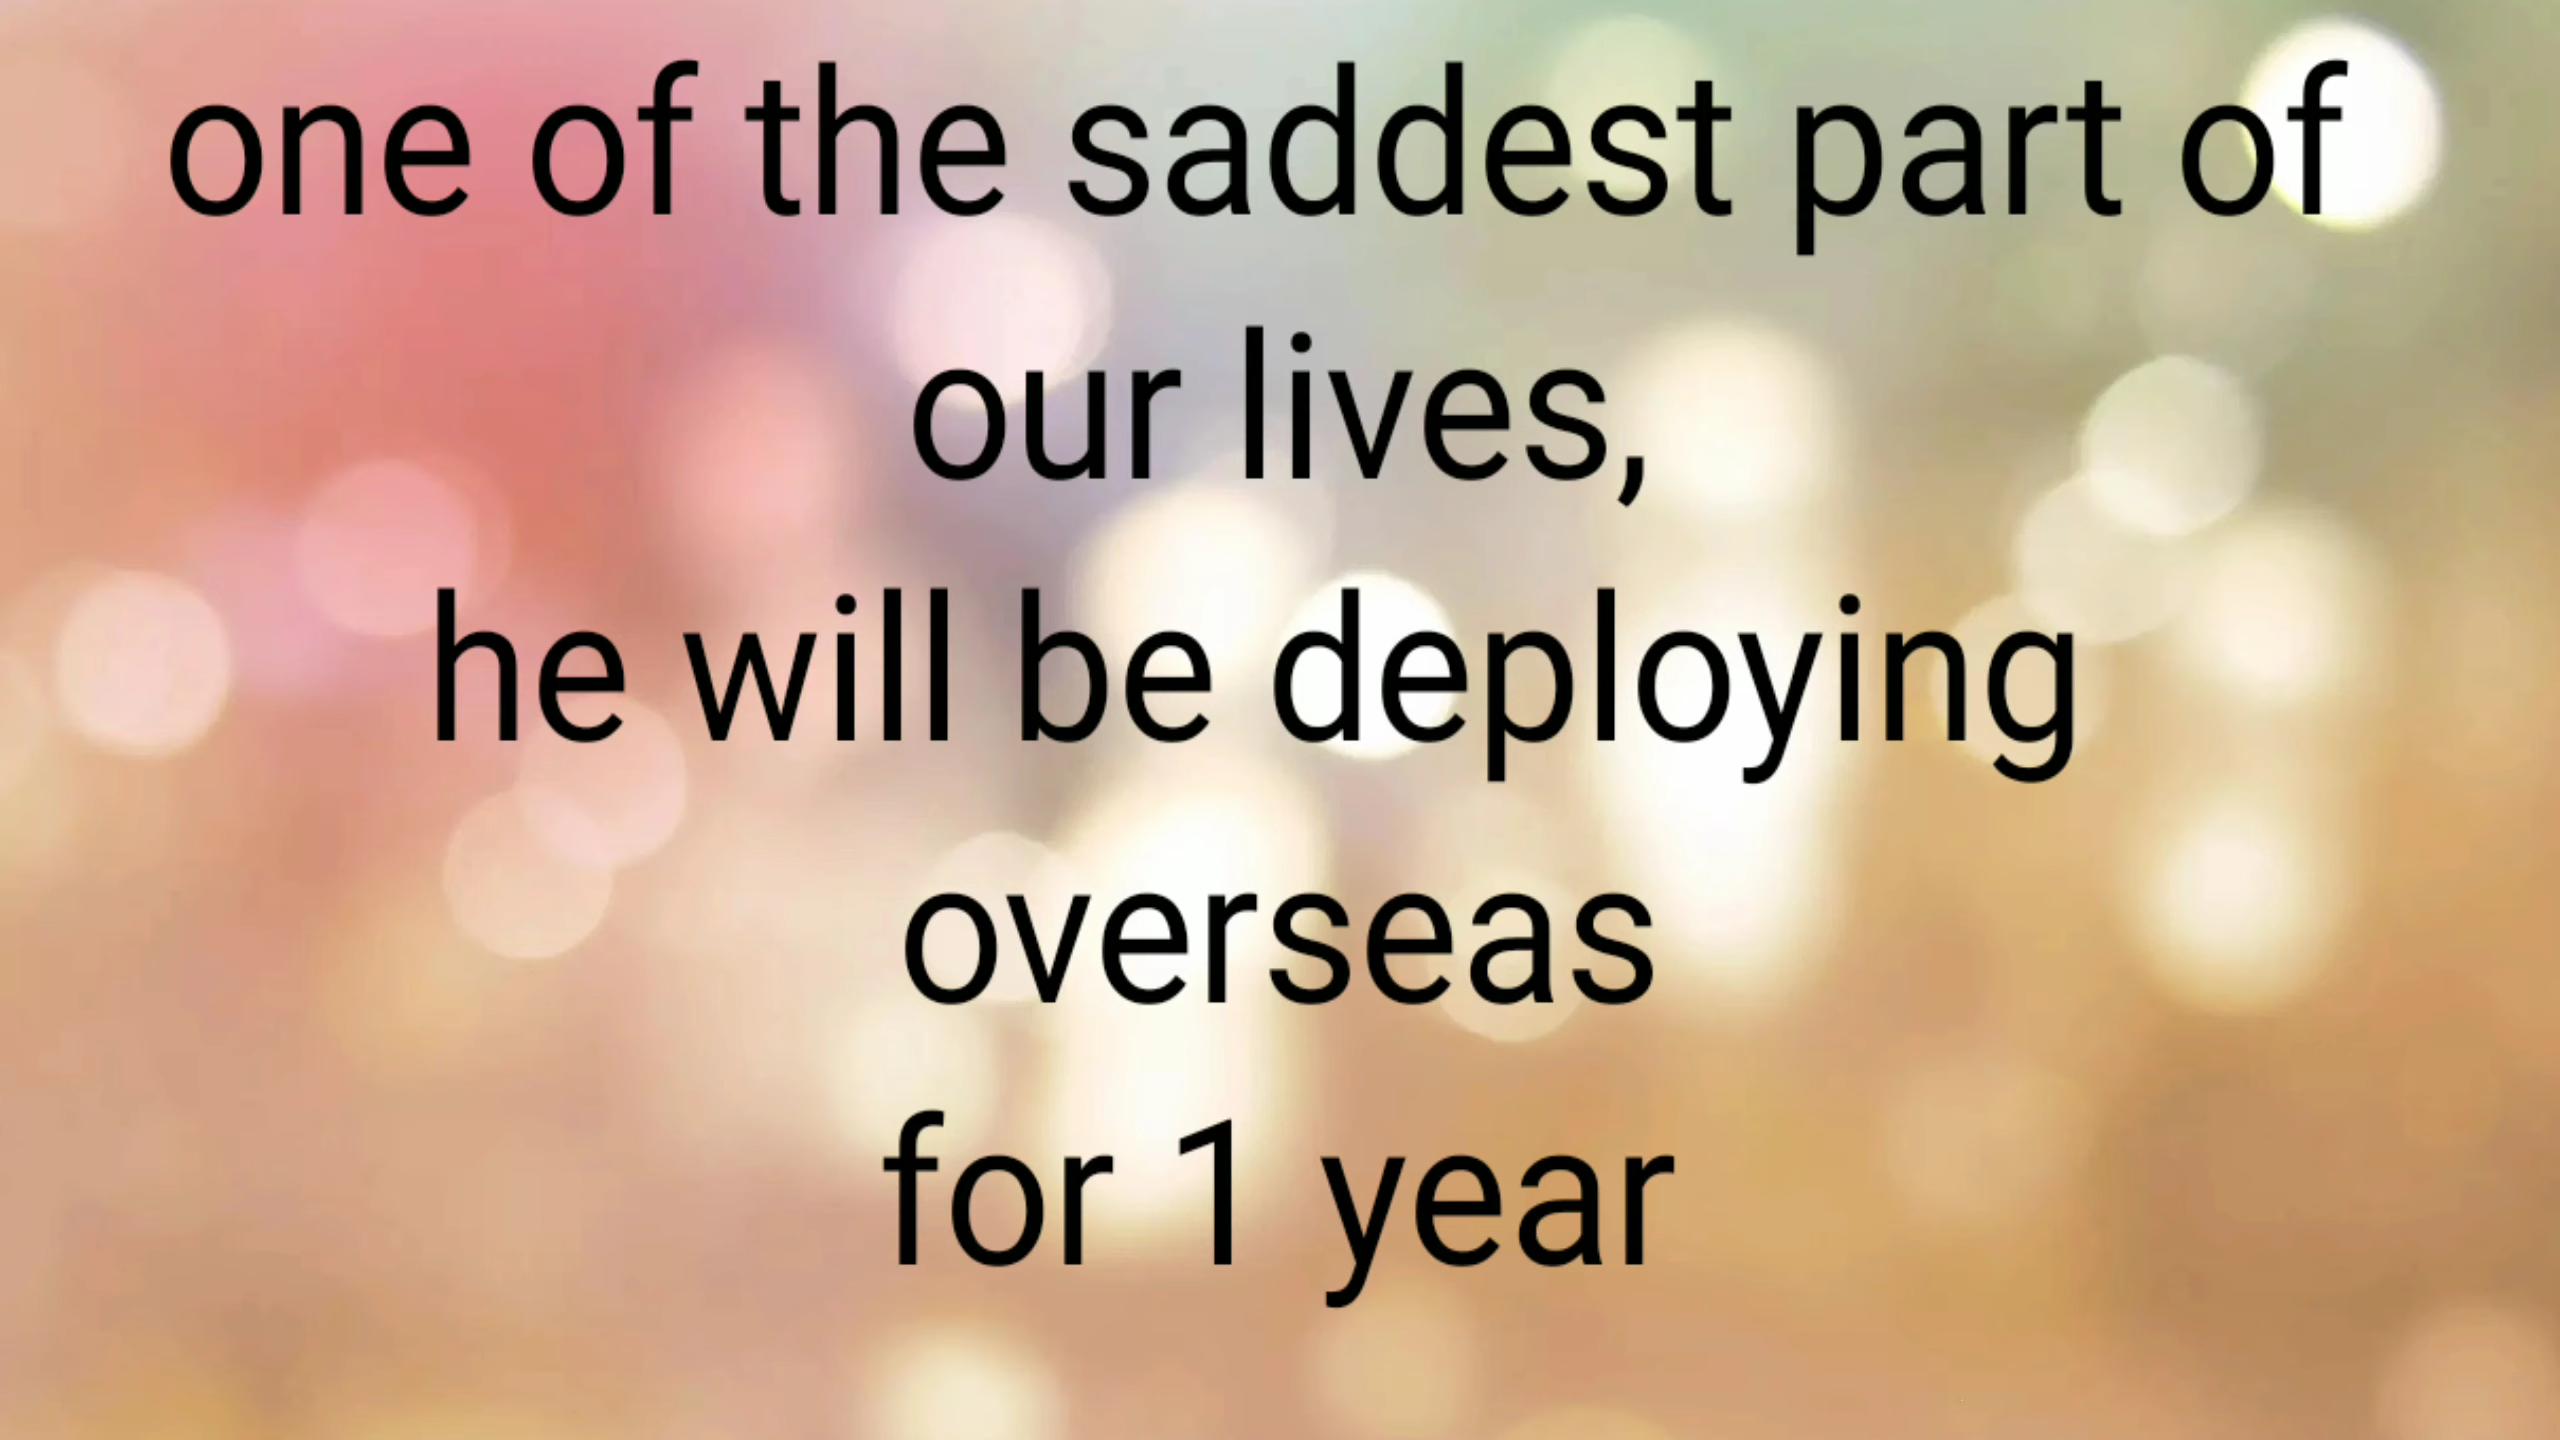 one of the saddest part of
our lives,
he will be deploying
overseas
for 1 year